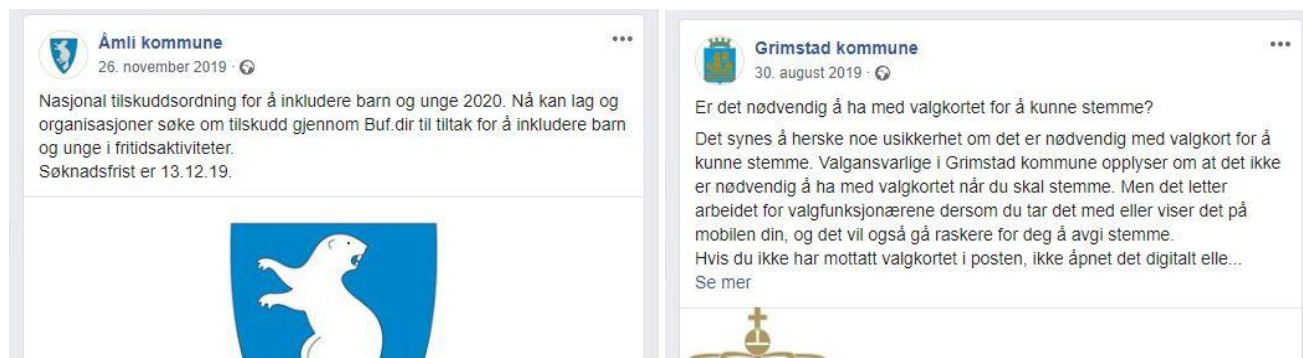 Åmli kommune
26. november 2019
Nasjonal tilskuddsordning for å inkludere barn og unge 2020. Nå kan lag og
organisasjoner søke om tilskudd gjennom Buf.dir til tiltak for å inkludere barn
og unge i fritidsaktiviteter.
Søknadsfrist er 13.12.19.
Grimstad kommune
30. august 2019
Er det nødvendig å ha med valgkortet for å kunne stemme?
Det synes å herske noe usikkerhet om det er nødvendig med valgkort for å
kunne stemme. Valgansvarlige i Grimstad kommune opplyser om at det ikke
er nødvendig å ha med valgkortet når du skal stemme. Men det letter
arbeidet for valgfunksjonærene dersom du tar det med eller viser det på
mobilen din, og det vil også gå raskere for deg å avgi stemme.
Hvis du ikke har mottatt valgkortet i posten, ikke åpnet det digitalt elle...
Se mer